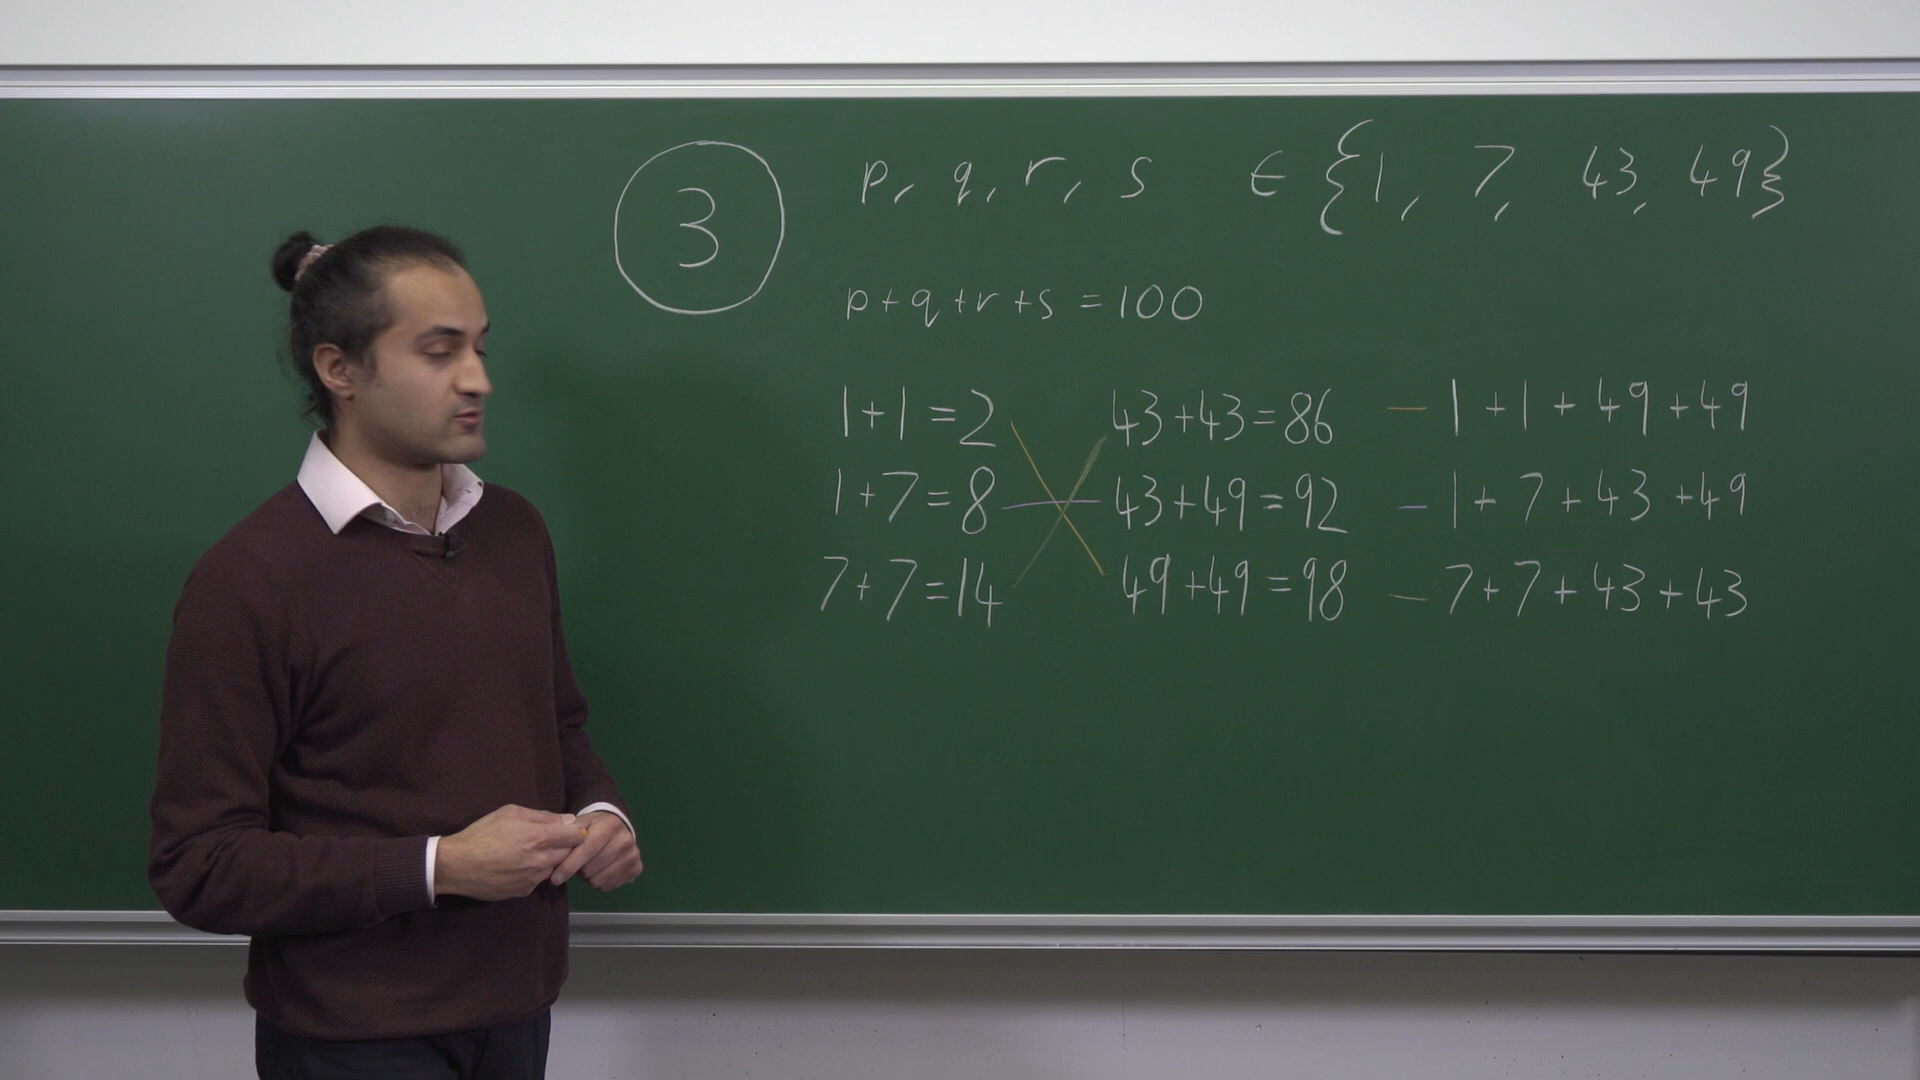 3
p, q, r, s ∈ {1, 7, 43, 49}
p+q+r+s=100
1+1=2 43+43=86 – 1+1+49+49
1+7=8 43+49=92 – 1+7+43+49
7+7=14 49+49=98 – 7+7+43+43